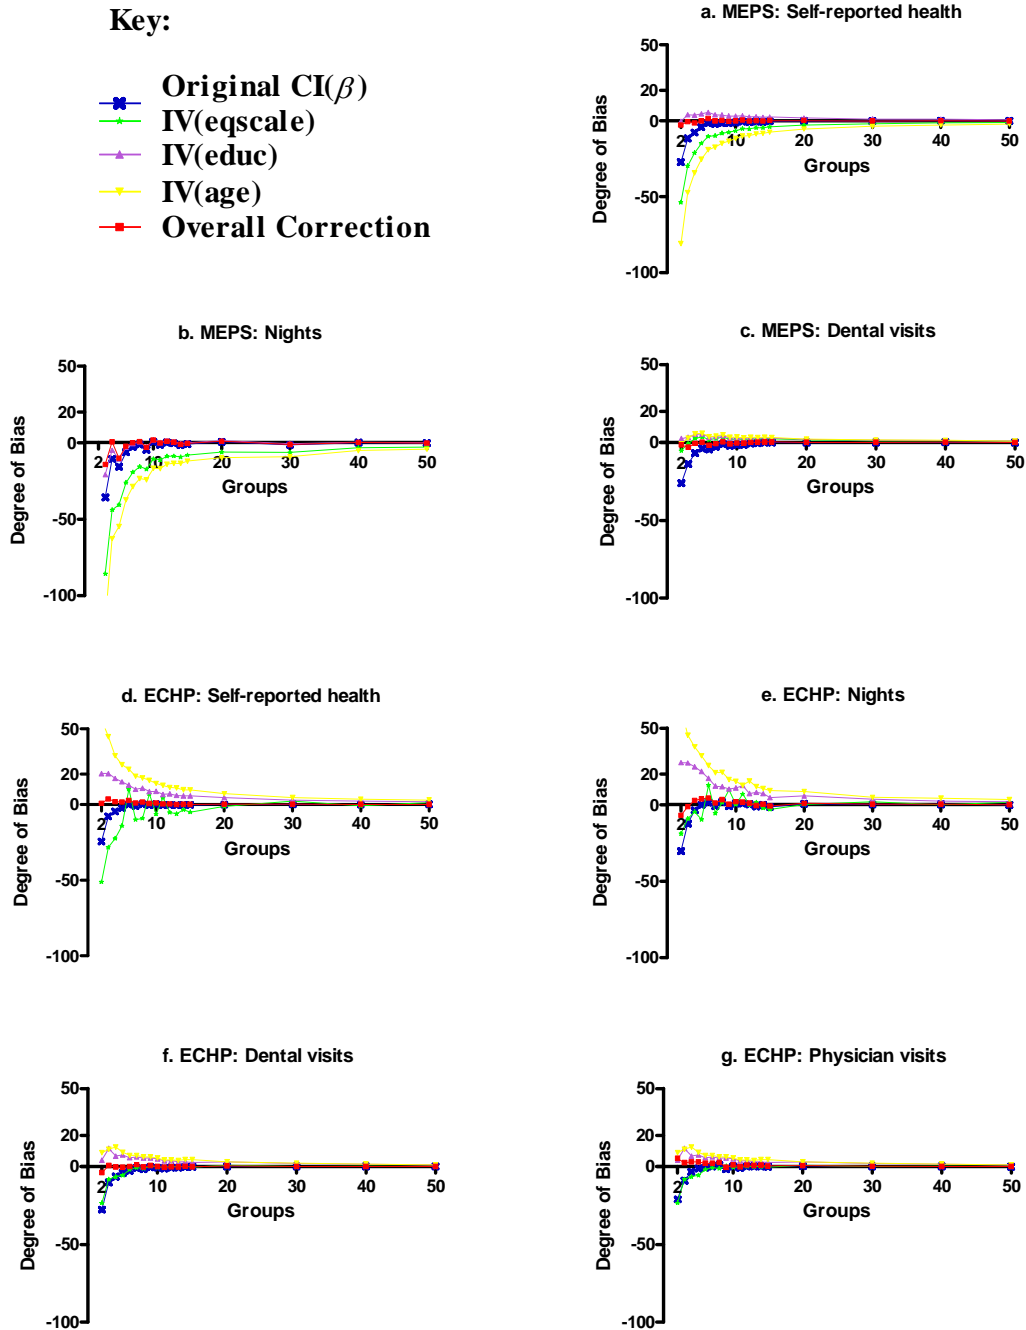 Key:
Original CI(β)
IV(eqscale)
IV(educ)
IV(age)
Overall Correction
a. MEPS: Self-reported health
Degree of Bias
50
20
0
-50
-100
2 10 20 30 40 50
Groups
b. MEPS: Nights
Degree of Bias
50
20
0
-50
-100
2 10 20 30 40 50
Groups
c. MEPS: Dental visits
Degree of Bias
50
20
0
-50
-100
2 10 20 30 40 50
Groups
d. ECHP: Self-reported health
Degree of Bias
50
20
0
-50
-100
2 10 20 30 40 50
Groups
e. ECHP: Nights
Degree of Bias
50
20
0
-50
-100
2 10 20 30 40 50
Groups
f. ECHP: Dental visits
Degree of Bias
50
20
0
-50
-100
2 10 20 30 40 50
Groups
g. ECHP: Physician visits
Degree of Bias
50
20
0
-50
-100
2 10 20 30 40 50
Groups